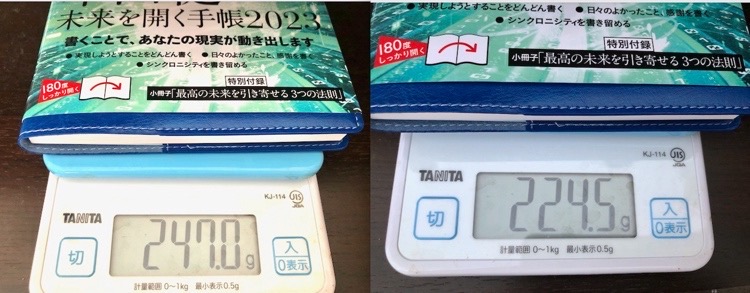 未来を開く手帳2023
書くことで、あなたの現実が動き出します
● 実現しようとすることをどんどん書く ● 日々のよかったこと、感謝を書く
● シンクロニシティを書き留める
180度
しっかり開く
特別付録
小冊子「最高の未来を引き寄せる3つの法則」
KJ-114
JIS
TANITA
切
247.0g
入
0表示
計量範囲 0〜1kg 最小表示0.5g
● 実現しようとすることをどんどん書く ● 日々のよかったこと、感謝を書く
● シンクロニシティを書き留める
180度
しっかり開く
特別付録
小冊子「最高の未来を引き寄せる3つの法則」
KJ-114
JIS
TANITA
切
224.5g
入
0表示
計量範囲 0〜1kg 最小表示0.5g